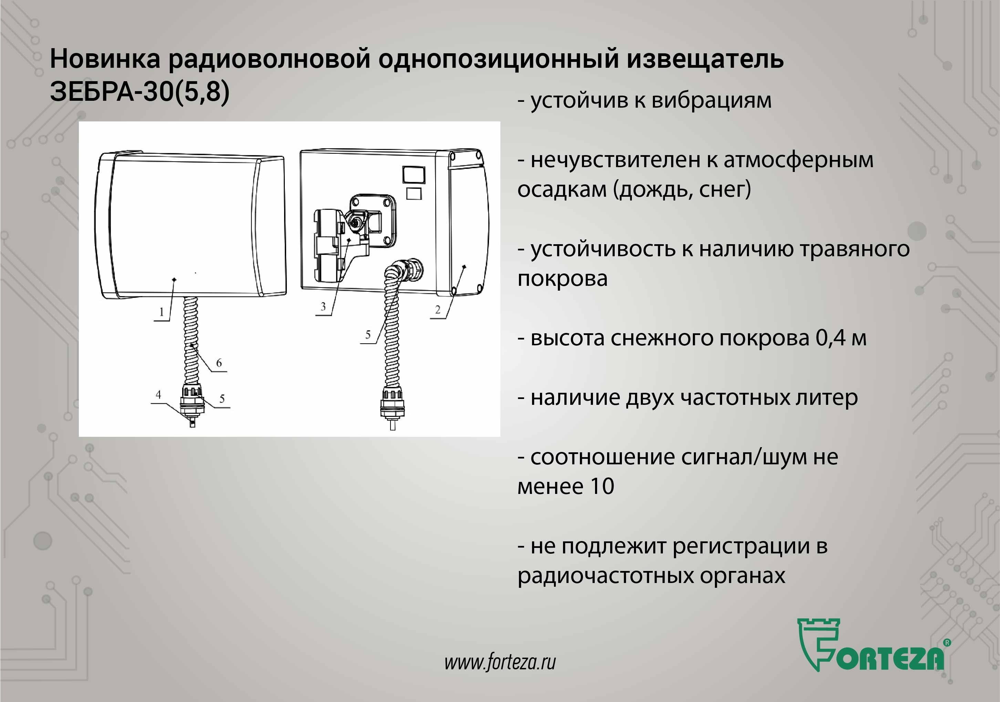 Новинка радиоволновой однопозиционный извещатель
ЗЕБРА-30(5,8)
1
6
4
5
3
5
2
- устойчив к вибрациям
- нечувствителен к атмосферным
осадкам (дождь, снег)
- устойчивость к наличию травяного
покрова
- высота снежного покрова 0,4 м
- наличие двух частотных литер
- соотношение сигнал/шум не
менее 10
- не подлежит регистрации в
радиочастотных органах
www.forteza.ru
FORTEZA®